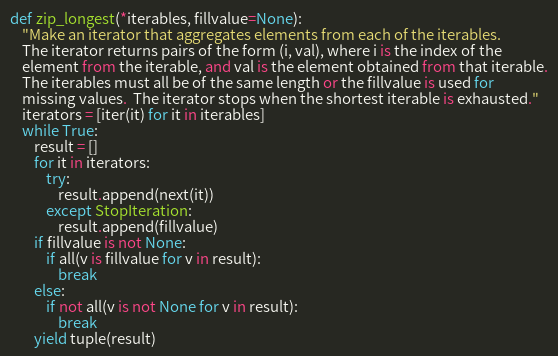 def zip_longest(*iterables, fillvalue=None):
"Make an iterator that aggregates elements from each of the iterables.
The iterator returns pairs of the form (i, val), where i is the index of the
element from the iterable, and val is the element obtained from that iterable.
The iterables must all be of the same length or the fillvalue is used for
missing values.  The iterator stops when the shortest iterable is exhausted."
iterators = [iter(it) for it in iterables]
while True:
result = []
for it in iterators:
try:
result.append(next(it))
except StopIteration:
result.append(fillvalue)
if fillvalue is not None:
if all(v is fillvalue for v in result):
break
else:
if not all(v is not None for v in result):
break
yield tuple(result)